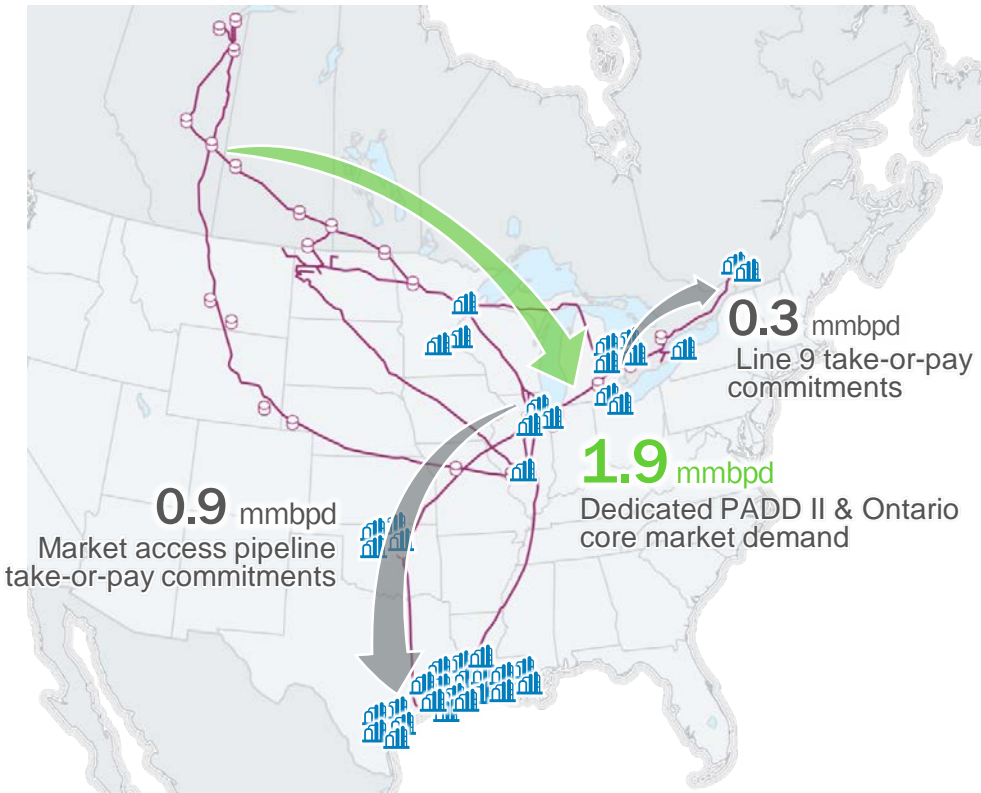 0.3 mmbpd
Line 9 take-or-pay
commitments
1.9 mmbpd
Dedicated PADD II & Ontario
core market demand
0.9 mmbpd
Market access pipeline
take-or-pay commitments